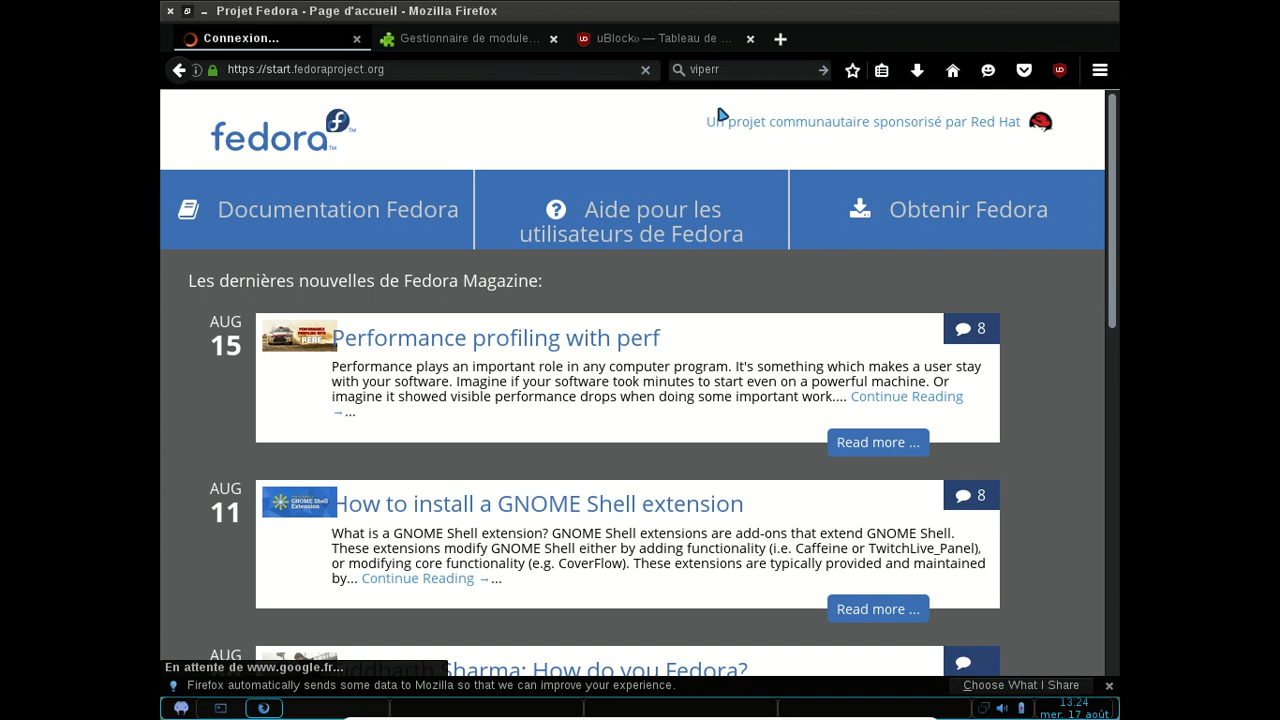 Projet Fedora - Page d'accueil - Mozilla Firefox
Connexion...
Gestionnaire de module...
uBlock₀ — Tableau de ...
https://start.fedoraproject.org
viperr
fedora
Un projet communautaire sponsorisé par Red Hat
Documentation Fedora
Aide pour les
utilisateurs de Fedora
Obtenir Fedora
Les dernières nouvelles de Fedora Magazine:
AUG
15
Performance profiling with perf
8
Performance plays an important role in any computer program. It's something which makes a user stay
with your software. Imagine if your software took minutes to start even on a powerful machine. Or
imagine it showed visible performance drops when doing some important work.... Continue Reading
→...
Read more ...
AUG
11
How to install a GNOME Shell extension
8
What is a GNOME Shell extension? GNOME Shell extensions are add-ons that extend GNOME Shell.
These extensions modify GNOME Shell either by adding functionality (i.e. Caffeine or TwitchLive_Panel),
or modifying core functionality (e.g. CoverFlow). These extensions are typically provided and maintained
by... Continue Reading →...
Read more ...
AUG
Siddharth Sharma: How do you Fedora?
En attente de www.google.fr...
Firefox automatically sends some data to Mozilla so that we can improve your experience.
Choose What I Share
13:24
mer. 17 août